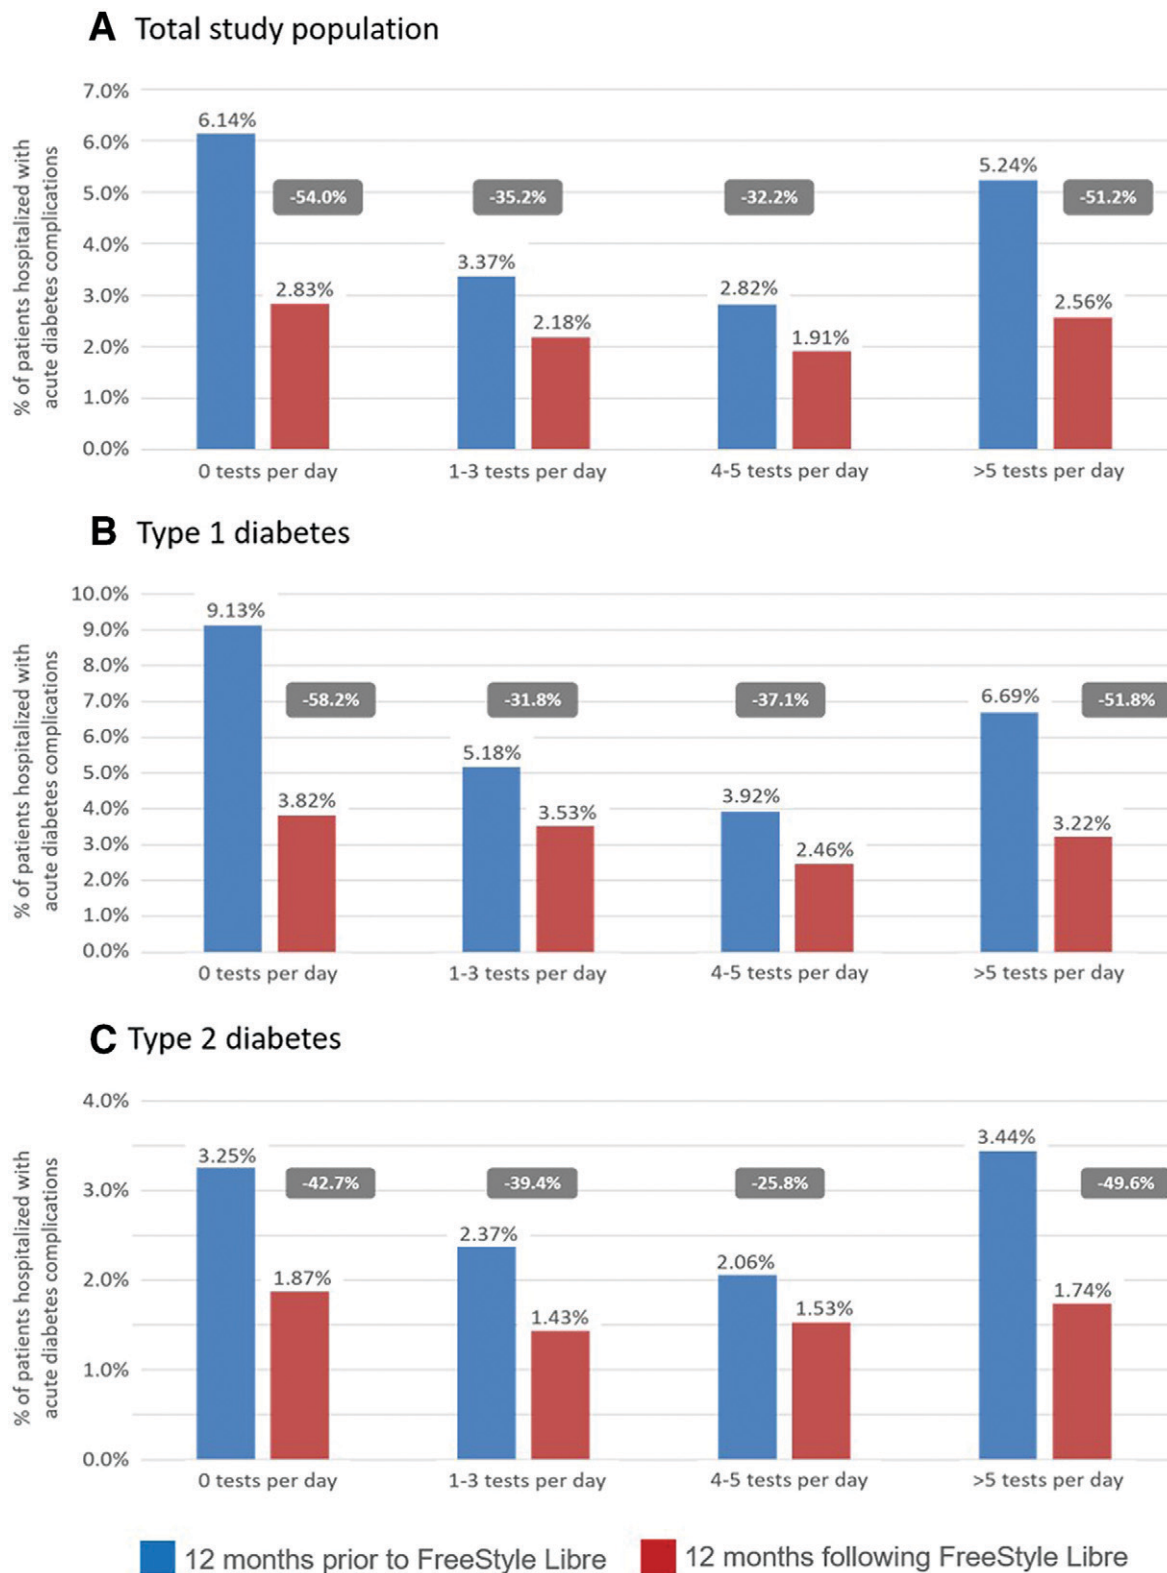 A Total study population
% of patients hospitalized with
acute diabetes complications
7.0%
6.0%
5.0%
4.0%
3.0%
2.0%
1.0%
0.0%
6.14%
-54.0%
2.83%
3.37%
-35.2%
2.18%
2.82%
-32.2%
1.91%
5.24%
-51.2%
2.56%
0 tests per day
1-3 tests per day
4-5 tests per day
>5 tests per day
B Type 1 diabetes
% of patients hospitalized with
acute diabetes complications
10.0%
9.0%
8.0%
7.0%
6.0%
5.0%
4.0%
3.0%
2.0%
1.0%
0.0%
9.13%
-58.2%
3.82%
5.18%
-31.8%
3.53%
3.92%
-37.1%
2.46%
6.69%
-51.8%
3.22%
0 tests per day
1-3 tests per day
4-5 tests per day
>5 tests per day
C Type 2 diabetes
% of patients hospitalized with
acute diabetes complications
4.0%
3.0%
2.0%
1.0%
0.0%
3.25%
-42.7%
1.87%
2.37%
-39.4%
1.43%
2.06%
-25.8%
1.53%
3.44%
-49.6%
1.74%
0 tests per day
1-3 tests per day
4-5 tests per day
>5 tests per day
12 months prior to FreeStyle Libre
12 months following FreeStyle Libre